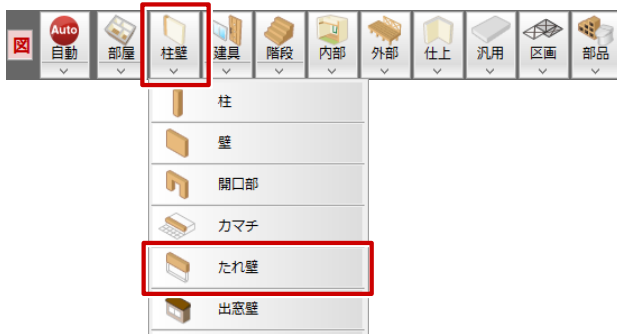 図
Auto
自動
部屋
柱壁
建具
階段
内部
外部
仕上
汎用
区画
部品
柱
壁
開口部
カマチ
たれ壁
出窓壁